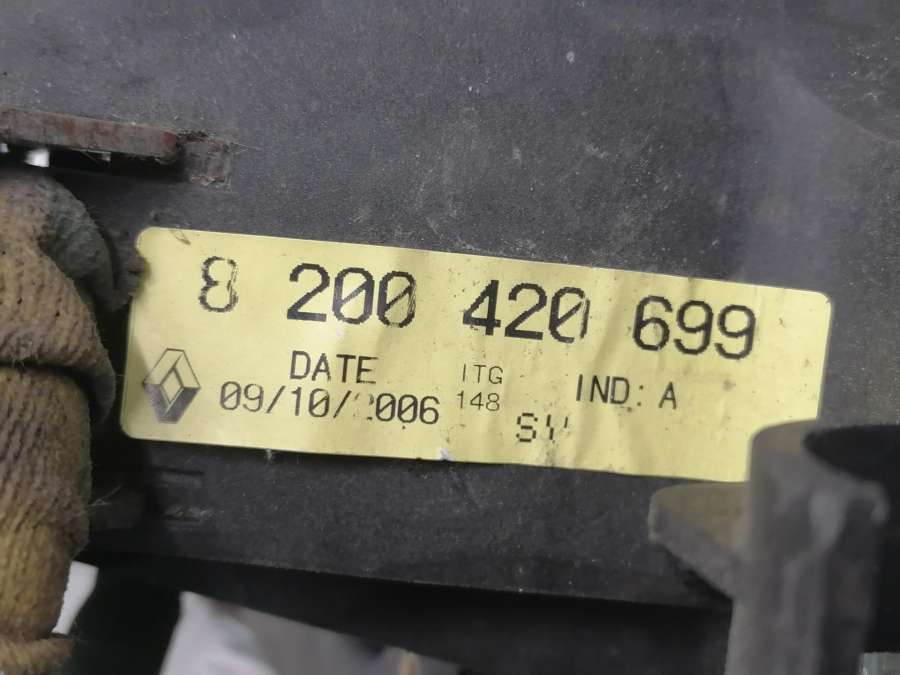 8 200 420 699
DATE ITG IND: A
09/10/2006 148